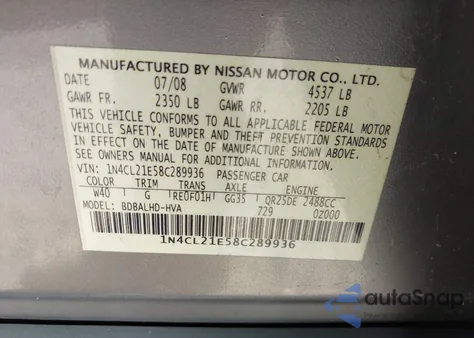 MANUFACTURED BY NISSAN MOTOR CO., LTD.
DATE 07/08 GVWR 4537 LB
GAWR FR. 2350 LB GAWR RR. 2205 LB
THIS VEHICLE CONFORMS TO ALL APPLICABLE FEDERAL MOTOR
VEHICLE SAFETY, BUMPER AND THEFT PREVENTION STANDARDS
IN EFFECT ON THE DATE OF MANUFACTURE SHOWN ABOVE.
SEE OWNERS MANUAL FOR ADDITIONAL INFORMATION.
VIN: 1N4CL21E58C289936 PASSENGER CAR
COLOR TRIM TRANS AXLE ENGINE
W40 G RE0F01H GG35 QR25DE 2488CC
MODEL: BDBALHD-HVA 729 0Z000
1N4CL21E58C289936
autoSnap